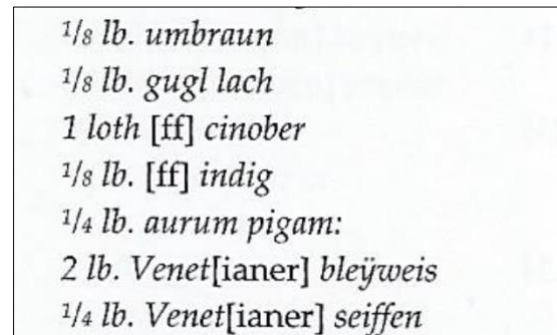 1/8 lb. umbraun
1/8 lb. gugl lach
1 loth [ff] cinober
1/8 lb. [ff] indig
1/4 lb. aurum pigam:
2 lb. Venet[ianer] bleÿweis
1/4 lb. Venet[ianer] seiffen